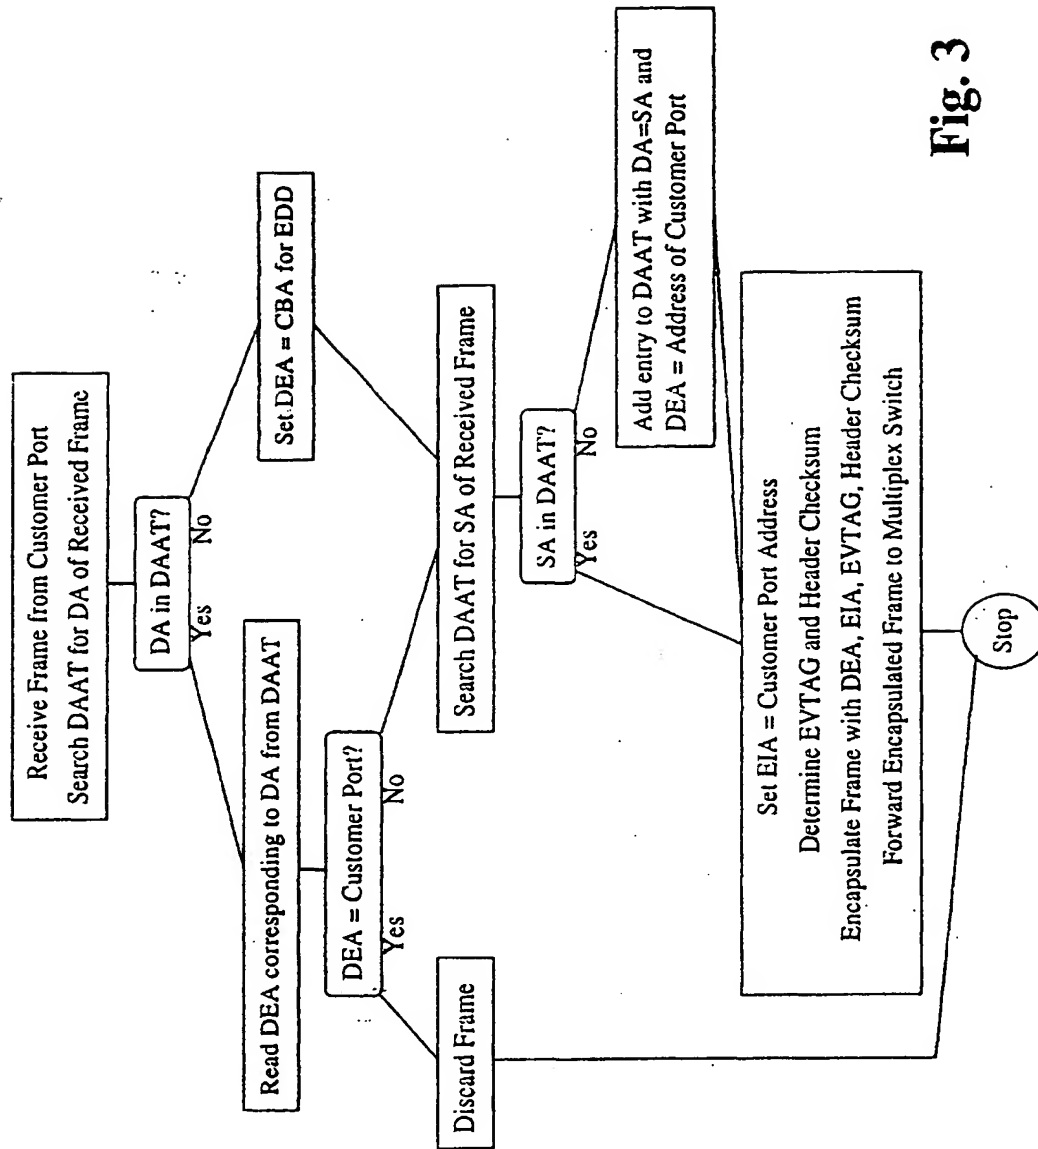 Receive Frame from Customer Port
Search DAAT for DA of Received Frame
DA in DAAT?
Yes
No
Read DEA corresponding to DA from DAAT
Set DEA = CBA for EDD
DEA = Customer Port?
Yes
No
Discard Frame
Search DAAT for SA of Received Frame
SA in DAAT?
Yes
No
Add entry to DAAT with DA=SA and
DEA = Address of Customer Port
Set EIA = Customer Port Address
Determine EVTAG and Header Checksum
Encapsulate Frame with DEA, EIA, EVTAG, Header Checksum
Forward Encapsulated Frame to Multiplex Switch
Stop
Fig. 3